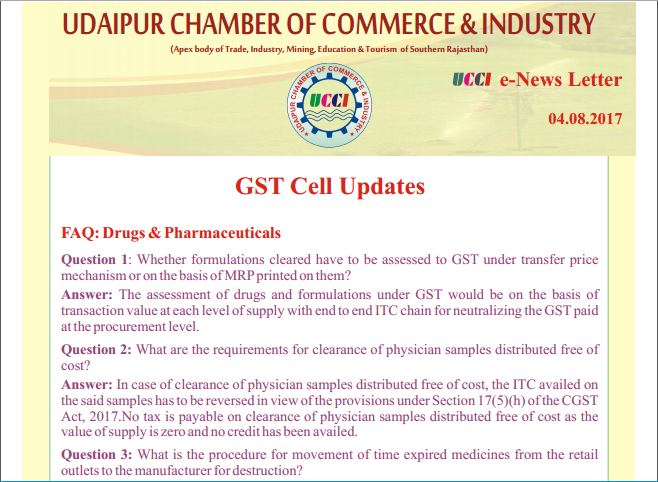 UDAIPUR CHAMBER OF COMMERCE & INDUSTRY
(Apex body of Trade, Industry, Mining, Education & Tourism of Southern Rajasthan)
UDAIPUR CHAMBER OF COMMERCE & INDUSTRY
UCCI
UCCI e-News Letter
04.08.2017
GST Cell Updates
FAQ: Drugs & Pharmaceuticals
Question 1: Whether formulations cleared have to be assessed to GST under transfer price
mechanism or on the basis of MRP printed on them?
Answer: The assessment of drugs and formulations under GST would be on the basis of
transaction value at each level of supply with end to end ITC chain for neutralizing the GST paid
at the procurement level.
Question 2: What are the requirements for clearance of physician samples distributed free of
cost?
Answer: In case of clearance of physician samples distributed free of cost, the ITC availed on
the said samples has to be reversed in view of the provisions under Section 17(5)(h) of the CGST
Act, 2017.No tax is payable on clearance of physician samples distributed free of cost as the
value of supply is zero and no credit has been availed.
Question 3: What is the procedure for movement of time expired medicines from the retail
outlets to the manufacturer for destruction?